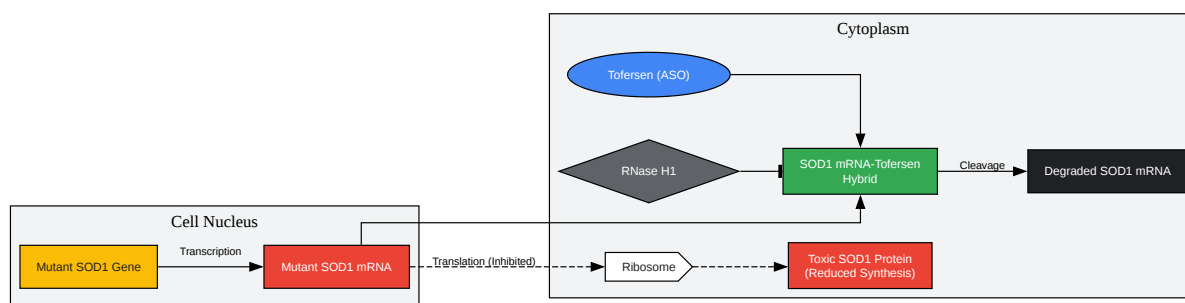 Cytoplasm
Tofersen (ASO)
RNase H1
SOD1 mRNA-Tofersen
Hybrid
Cleavage
Degraded SOD1 mRNA
Cell Nucleus
Mutant SOD1 Gene
Transcription
Mutant SOD1 mRNA
Translation (Inhibited)
Ribosome
Toxic SOD1 Protein
(Reduced Synthesis)